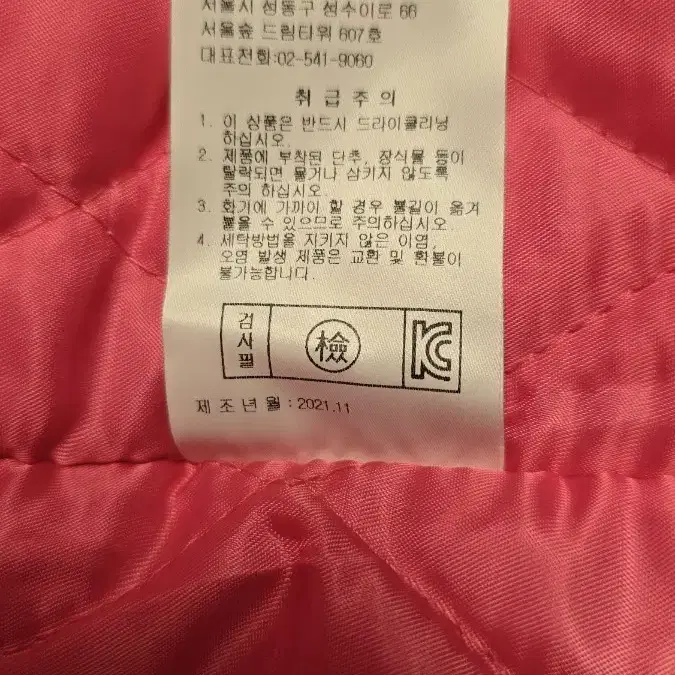 서울시 성동구 성수이로 66
서울숲 드림타워 607호
대표전화:02-541-9060
취 급 주 의
1. 이 상품은 반드시 드라이클리닝
하십시오.
2. 제품에 부착된 단추, 장식물 등이
탈락되면 물거나 삼키지 않도록
주의 하십시오.
3. 화기에 가까이 할 경우 불길이 옮겨
붙을 수 있으므로 주의하십시오.
4. 세탁방법을 지키지 않은 이염,
오염 발생 제품은 교환 및 환불이
불가능합니다.
검사필
檢
KC
제 조 년 월 : 2021.11